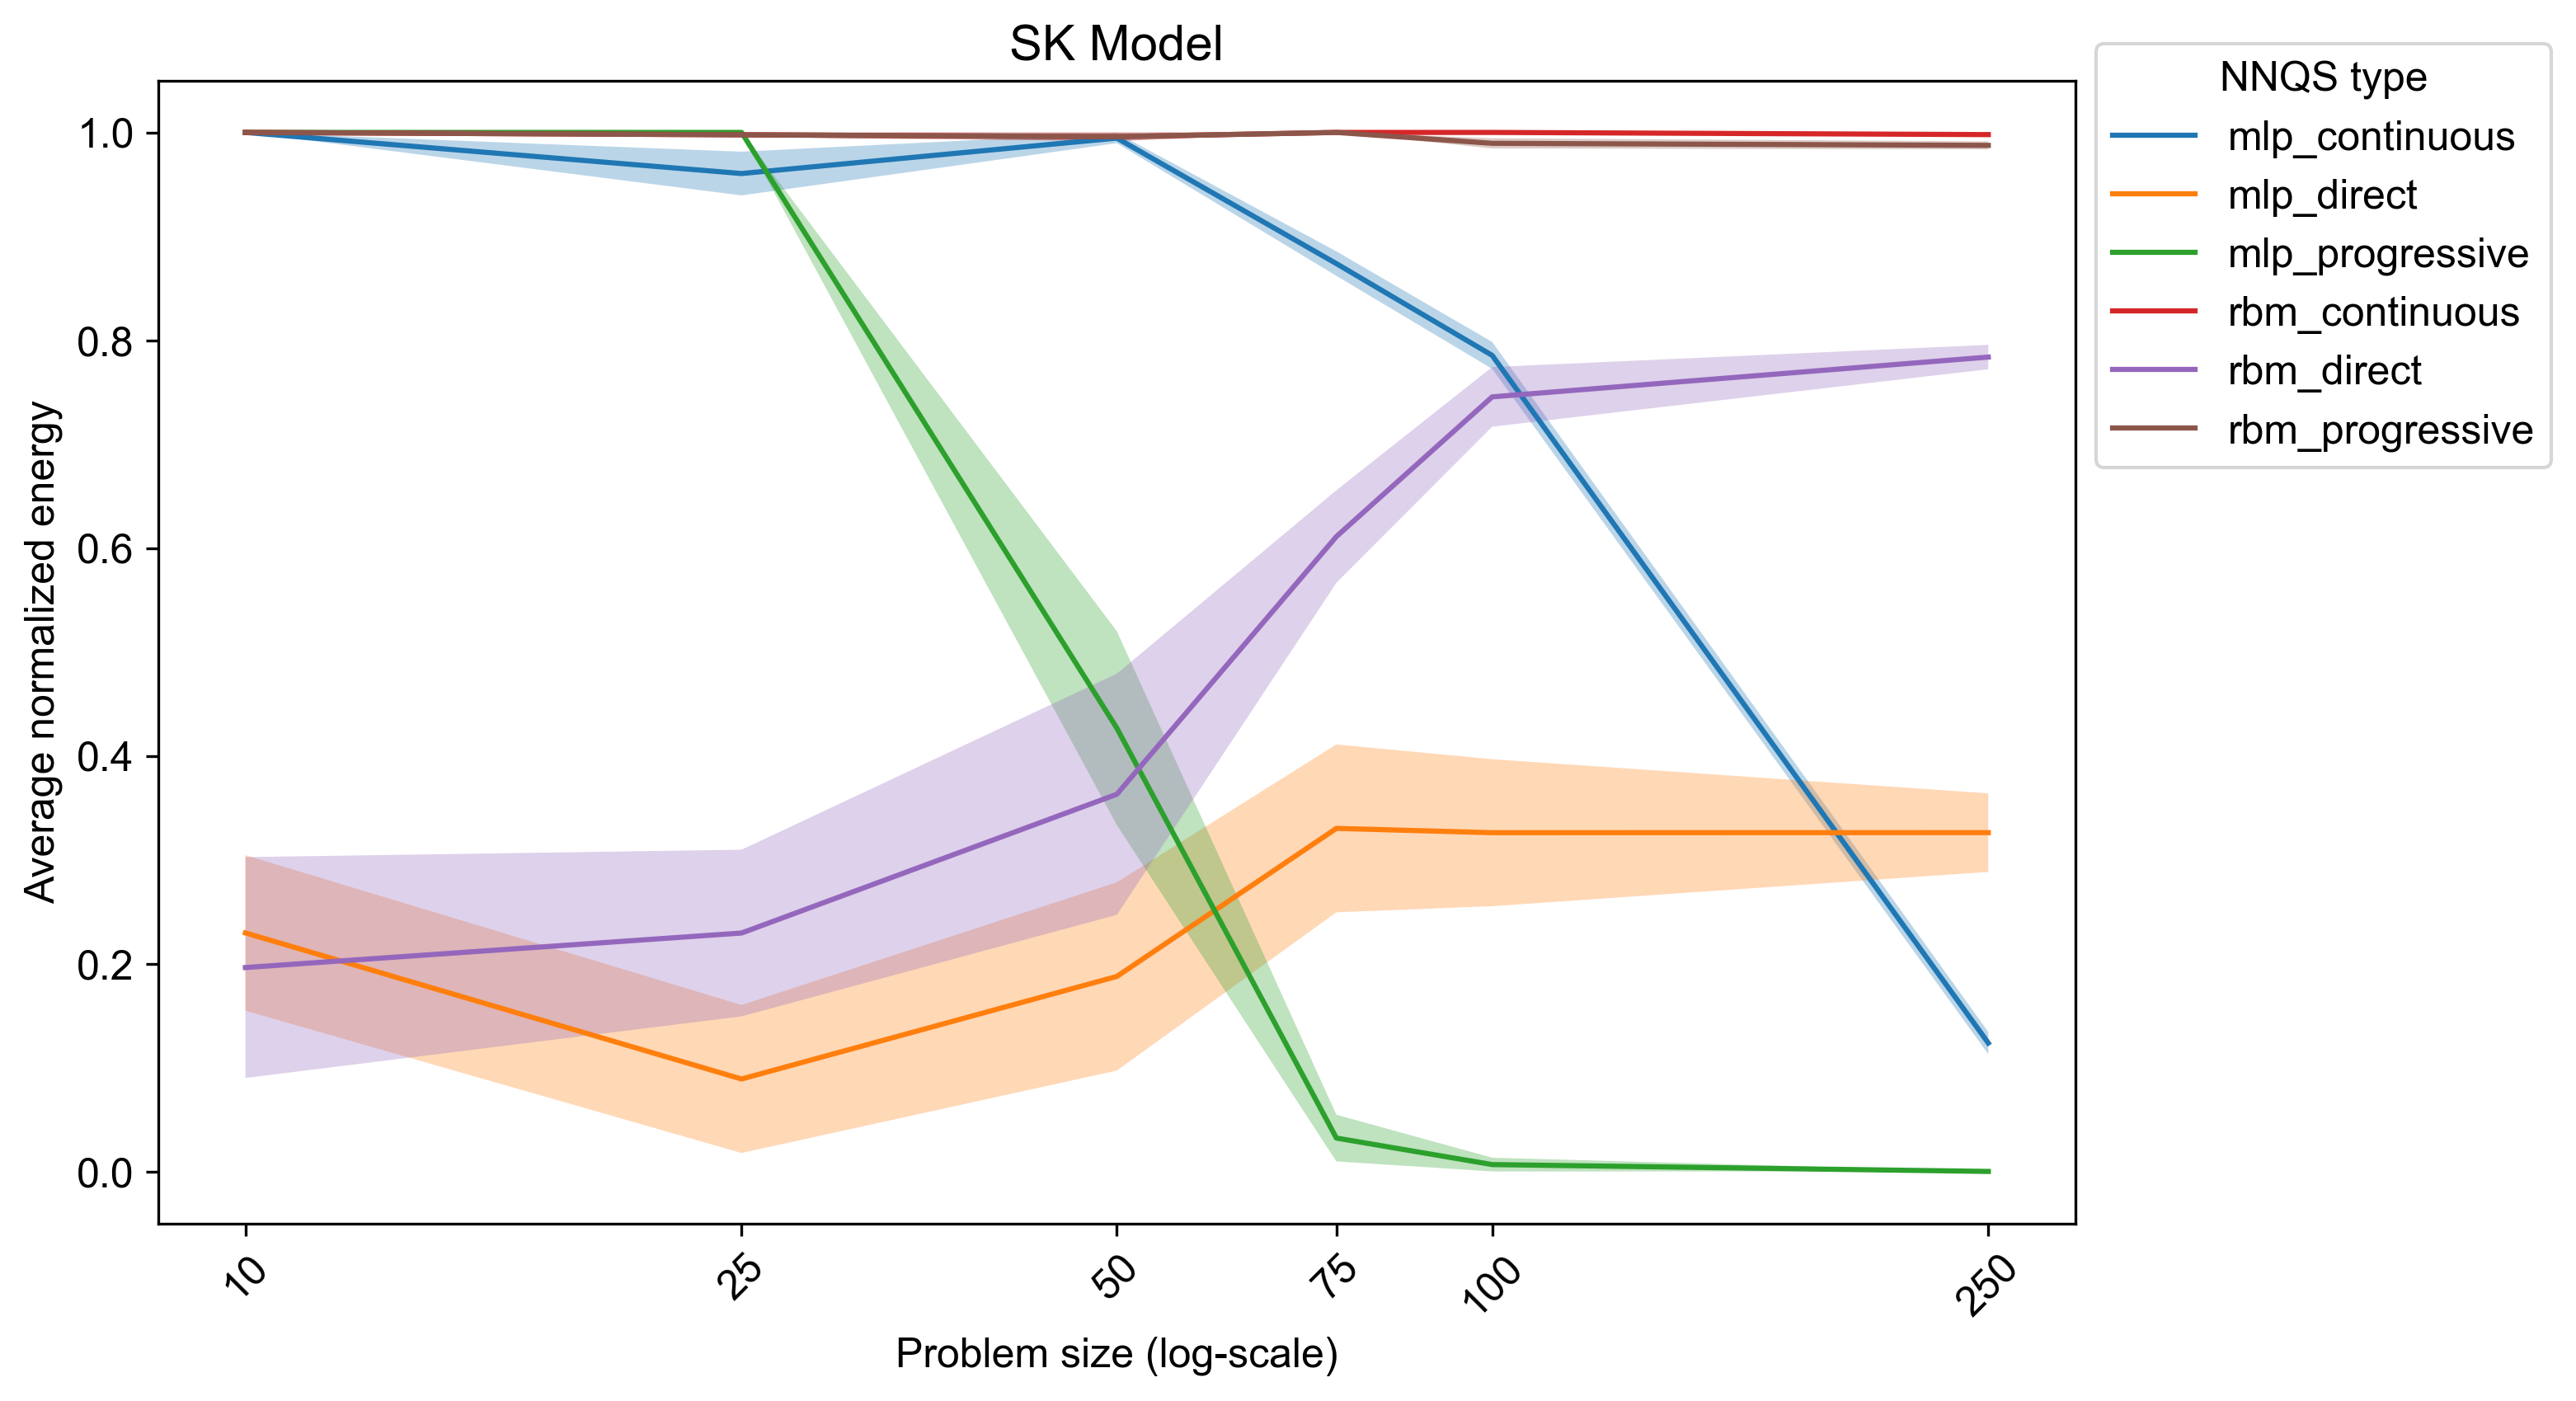 SK Model
NNQS type
mlp_continuous
mlp_direct
mlp_progressive
rbm_continuous
rbm_direct
rbm_progressive
Average normalized energy
1.0
0.8
0.6
0.4
0.2
0.0
10
25
50
75
100
250
Problem size (log-scale)